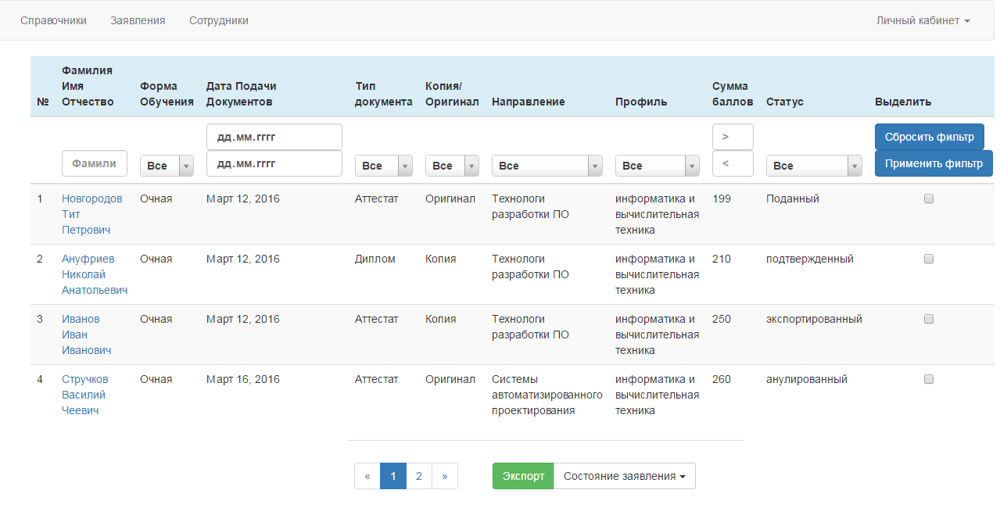 Справочники Заявления Сотрудники Личный кабинет
Фамилия
Имя Форма Дата Подачи Тип Копия/ Сумма
№ Отчество Обучения Документов документа Оригинал Направление Профиль баллов Статус Выделить
дд.мм.гггг > Сбросить фильтр
Фамили Все дд.мм.гггг Все Все Все Все < Все Применить фильтр
1 Новгородов Очная Март 12, 2016 Аттестат Оригинал Технологи информатика и 199 Поданный
Тит разработки ПО вычислительная
Петрович техника
2 Ануфриев Очная Март 12, 2016 Диплом Копия Технологи информатика и 210 подтвержденный
Николай разработки ПО вычислительная
Анатольевич техника
3 Иванов Очная Март 12, 2016 Аттестат Копия Технологи информатика и 250 экспортированный
Иван разработки ПО вычислительная
Иванович техника
4 Стручков Очная Март 16, 2016 Аттестат Оригинал Системы информатика и 260 анулированный
Василий автоматизированного вычислительная
Чеевич проектирования техника
« 1 2 » Экспорт Состояние заявления